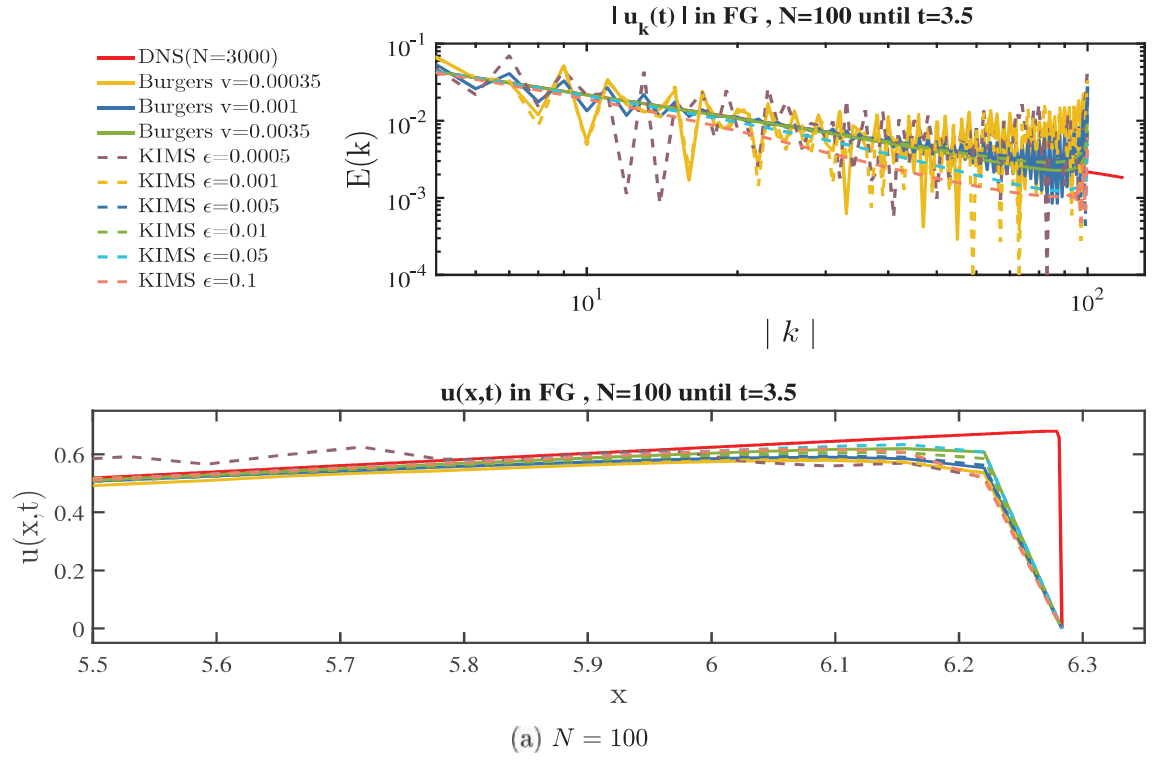 | u_k(t) | in FG , N=100 until t=3.5
DNS(N=3000)
Burgers v=0.00035
Burgers v=0.001
Burgers v=0.0035
KIMS ϵ=0.0005
KIMS ϵ=0.001
KIMS ϵ=0.005
KIMS ϵ=0.01
KIMS ϵ=0.05
KIMS ϵ=0.1
E(k)
10^-1
10^-2
10^-3
10^-4
10^1
10^2
| k |
u(x,t) in FG , N=100 until t=3.5
u(x,t)
0.6
0.4
0.2
0
5.5
5.6
5.7
5.8
5.9
6
6.1
6.2
6.3
x
(a) N = 100